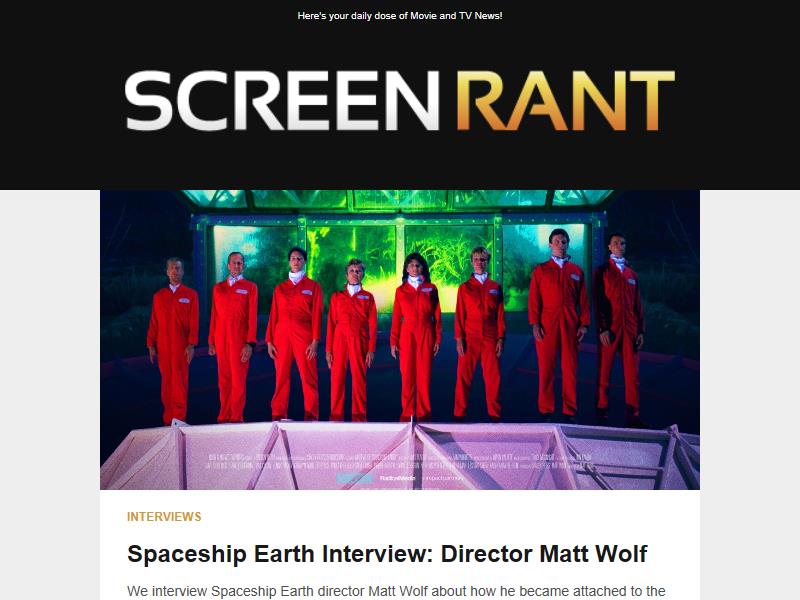 Here's your daily dose of Movie and TV News!
SCREEN RANT
RadicalMedia
INTERVIEWS
Spaceship Earth Interview: Director Matt Wolf
We interview Spaceship Earth director Matt Wolf about how he became attached to the